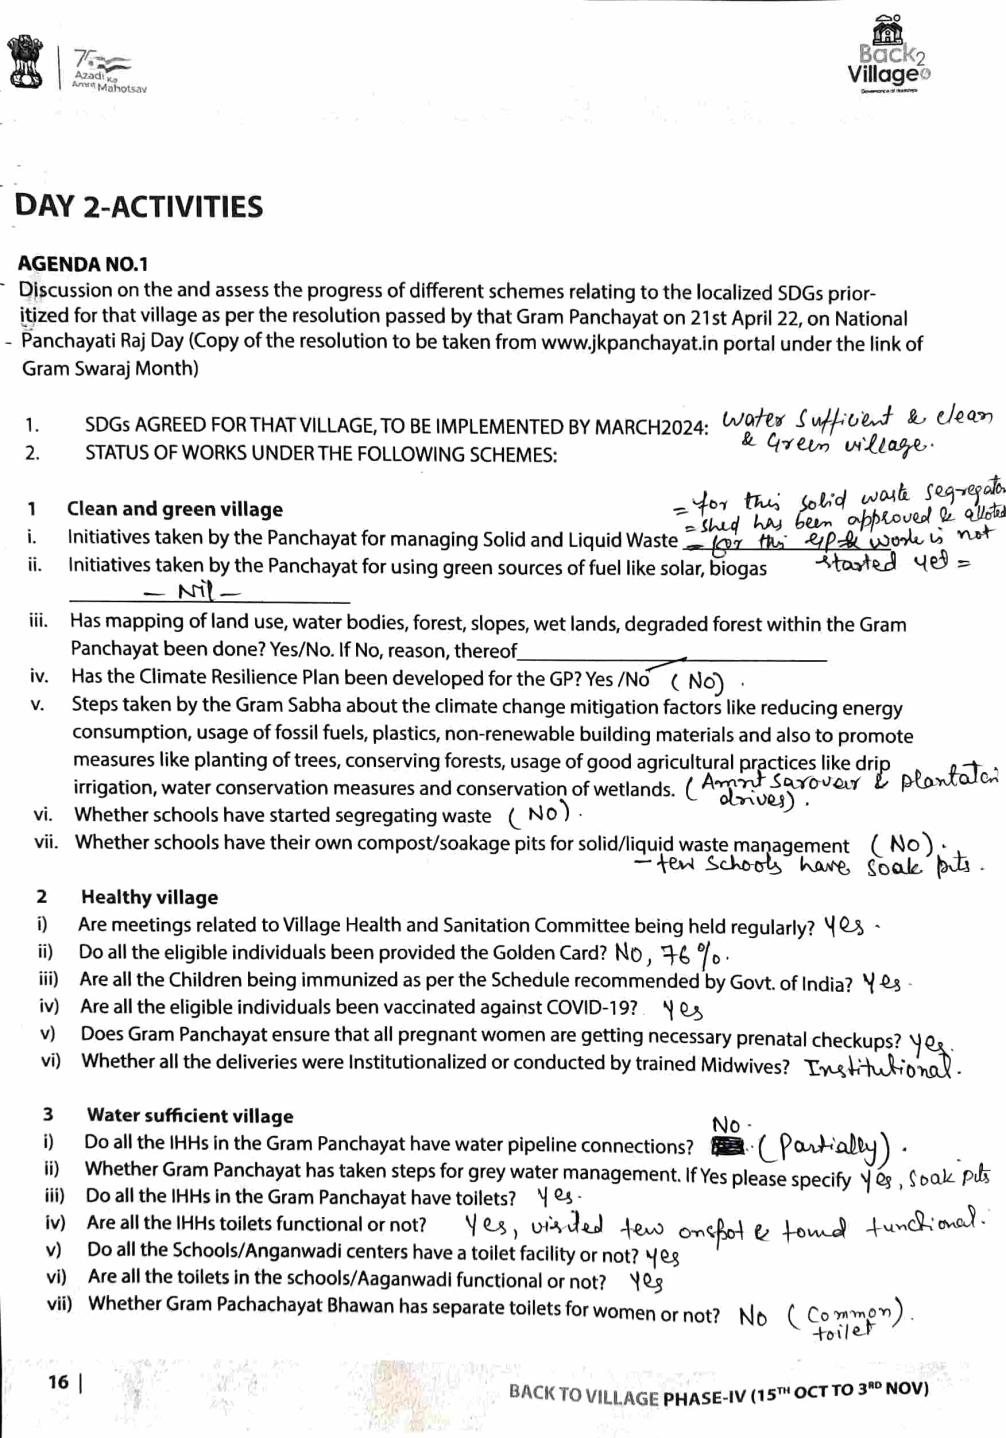 75
Azadi Ka
Amrit Mahotsav
Back2
Village
DAY 2-ACTIVITIES
AGENDA NO.1
Discussion on the and assess the progress of different schemes relating to the localized SDGs prior-
itized for that village as per the resolution passed by that Gram Panchayat on 21st April 22, on National
Panchayati Raj Day (Copy of the resolution to be taken from www.jkpanchayat.in portal under the link of
Gram Swaraj Month)
1. SDGs AGREED FOR THAT VILLAGE, TO BE IMPLEMENTED BY MARCH2024: Water Sufficient & clean
& Green village.
2. STATUS OF WORKS UNDER THE FOLLOWING SCHEMES:
1 Clean and green village
= for this solid waste segregation
= shed has been approved & alloted
i. Initiatives taken by the Panchayat for managing Solid and Liquid Waste = for this GP & work is not
started yet =
ii. Initiatives taken by the Panchayat for using green sources of fuel like solar, biogas
- Nil -
iii. Has mapping of land use, water bodies, forest, slopes, wet lands, degraded forest within the Gram
Panchayat been done? Yes/No. If No, reason, thereof
iv. Has the Climate Resilience Plan been developed for the GP? Yes /No (No).
v. Steps taken by the Gram Sabha about the climate change mitigation factors like reducing energy
consumption, usage of fossil fuels, plastics, non-renewable building materials and also to promote
measures like planting of trees, conserving forests, usage of good agricultural practices like drip
irrigation, water conservation measures and conservation of wetlands. (Amrit Sarovar & plantation
drives).
vi. Whether schools have started segregating waste (No).
vii. Whether schools have their own compost/soakage pits for solid/liquid waste management (No).
- few schools have soak pits.
2 Healthy village
i) Are meetings related to Village Health and Sanitation Committee being held regularly? Yes.
ii) Do all the eligible individuals been provided the Golden Card? No, 76%.
iii) Are all the Children being immunized as per the Schedule recommended by Govt. of India? Yes.
iv) Are all the eligible individuals been vaccinated against COVID-19? Yes
v) Does Gram Panchayat ensure that all pregnant women are getting necessary prenatal checkups? Yes.
vi) Whether all the deliveries were Institutionalized or conducted by trained Midwives? Institutional.
3 Water sufficient village
No.
i) Do all the IHHs in the Gram Panchayat have water pipeline connections? (Partially).
ii) Whether Gram Panchayat has taken steps for grey water management. If Yes please specify Yes, Soak pits
iii) Do all the IHHs in the Gram Panchayat have toilets? Yes.
iv) Are all the IHHs toilets functional or not? Yes, visited few onspot & found functional.
v) Do all the Schools/Anganwadi centers have a toilet facility or not? Yes
vi) Are all the toilets in the schools/Aaganwadi functional or not? Yes
vii) Whether Gram Pachachayat Bhawan has separate toilets for women or not? No (Common
toilet).
16 |
BACK TO VILLAGE PHASE-IV (15TH OCT TO 3RD NOV)